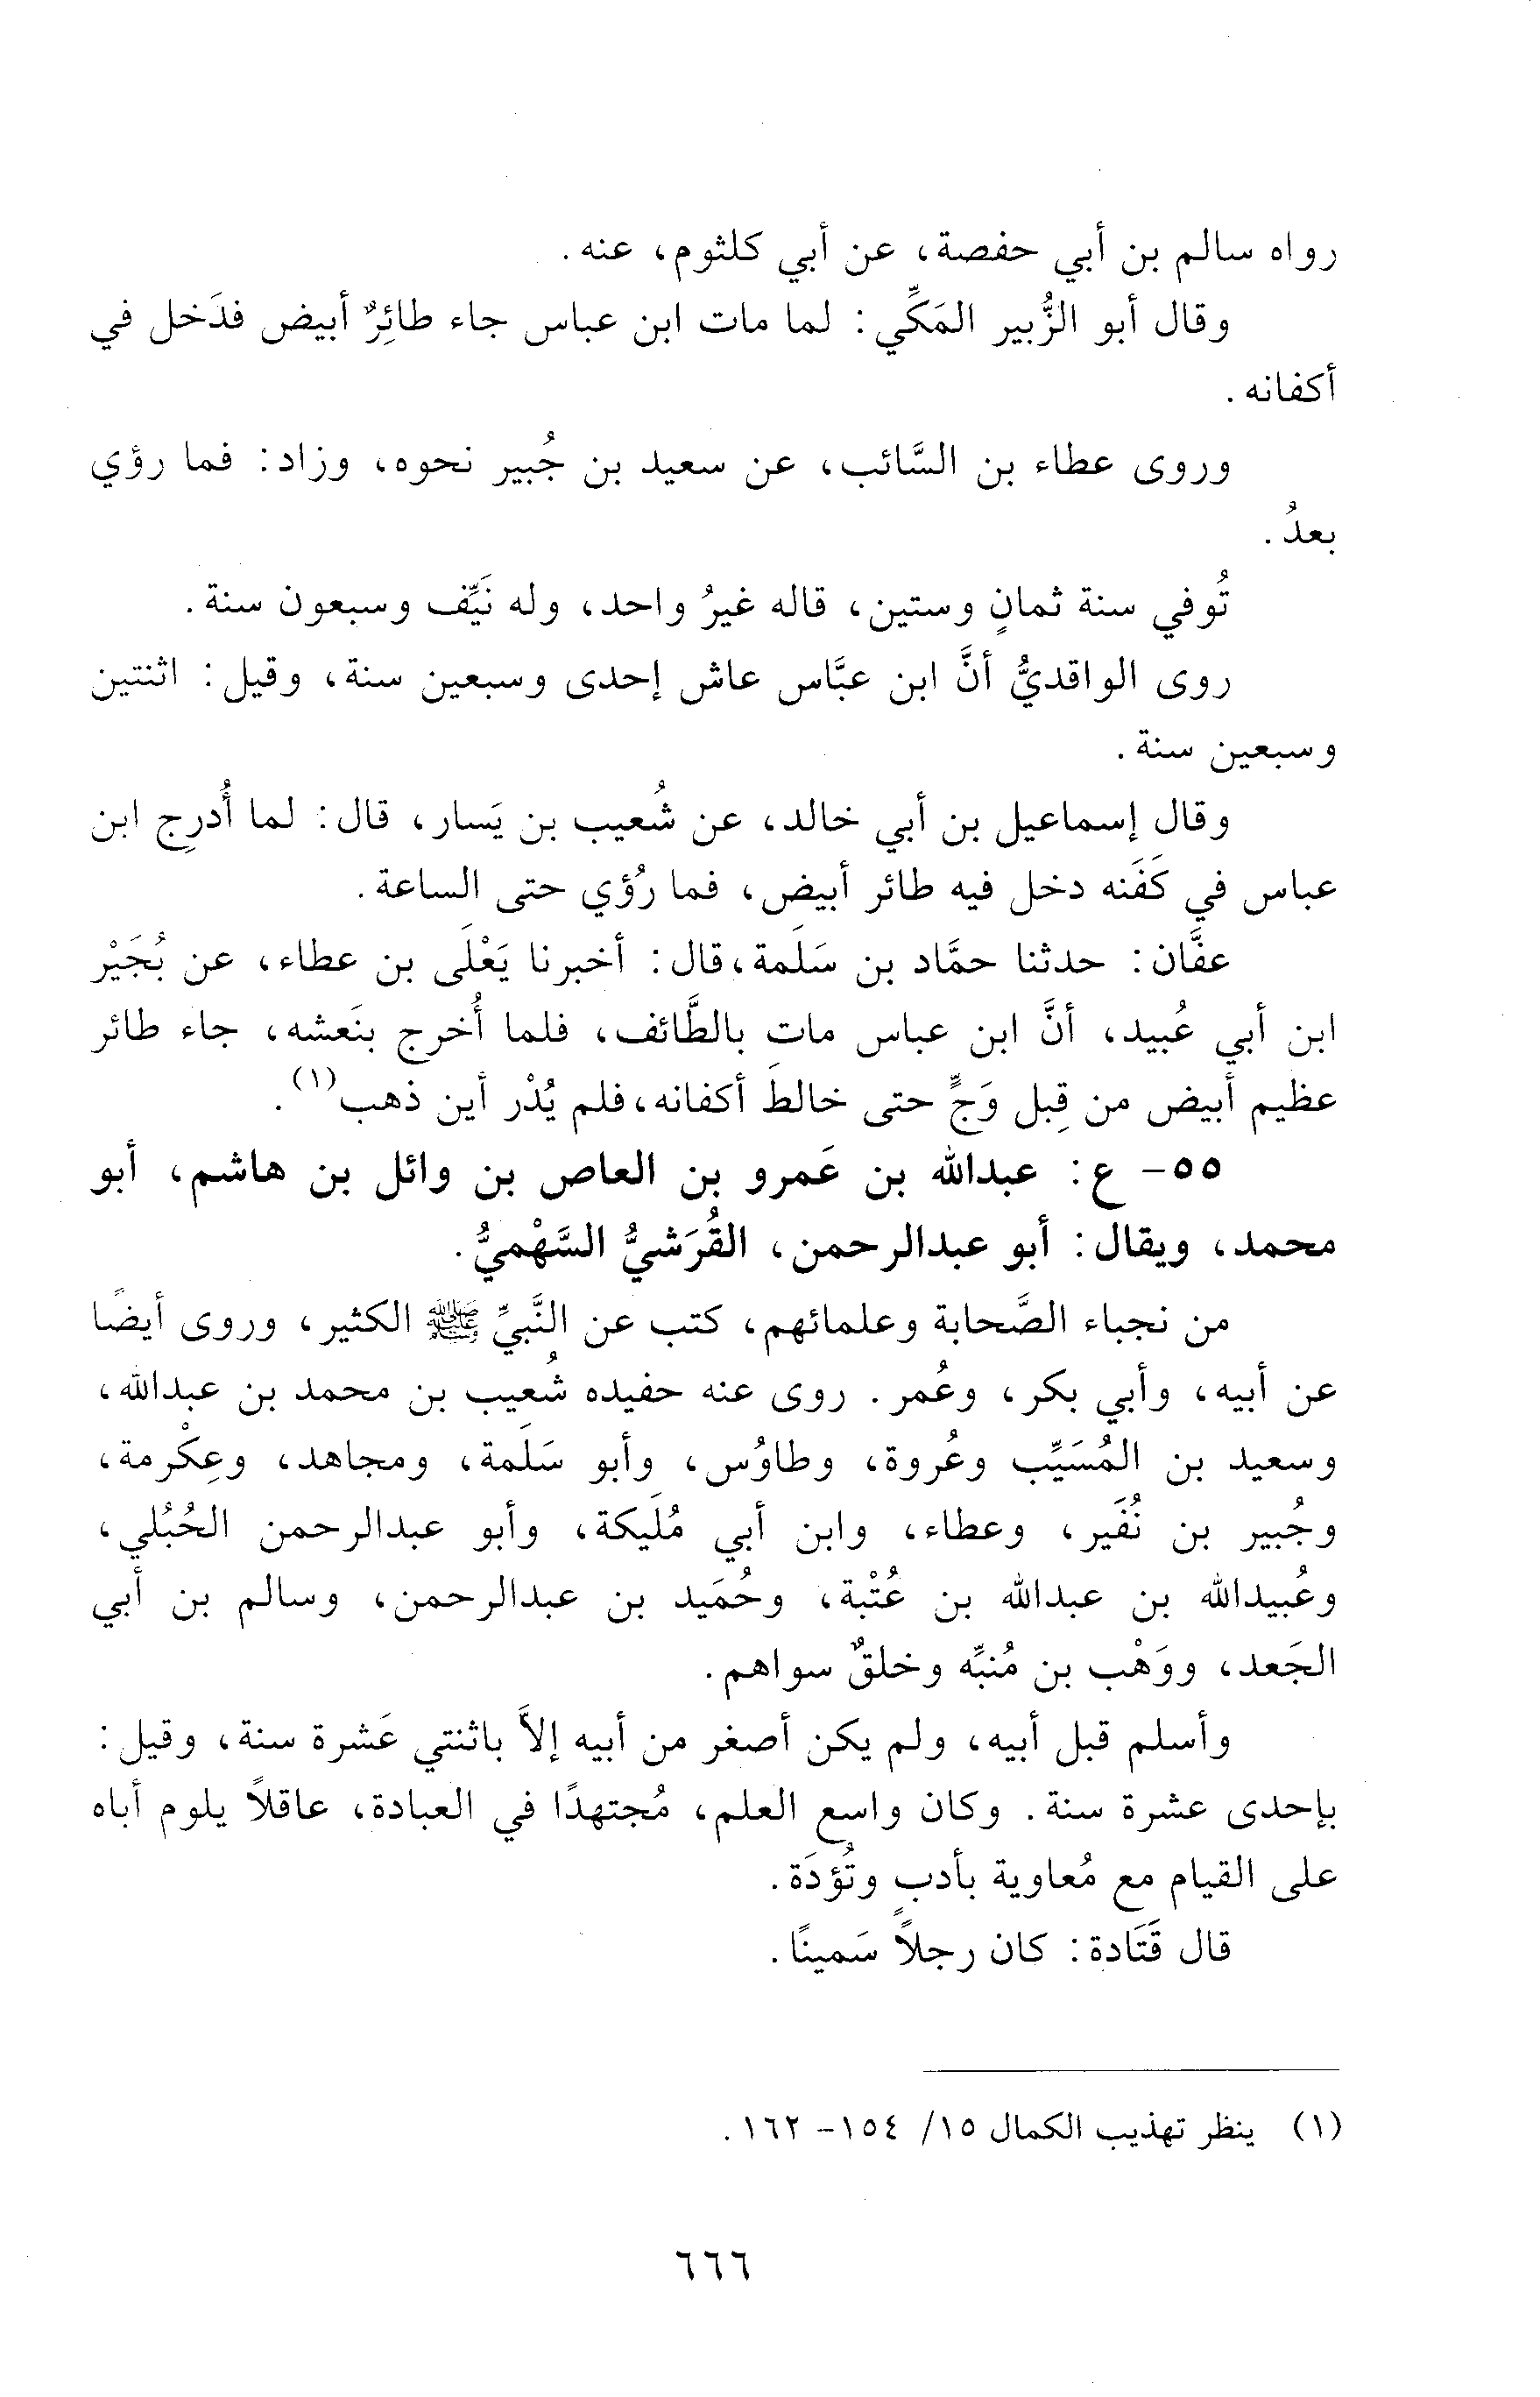 رواه سالم بن أبي حفصة، عن أبي كلثوم، عنه.
وقال أبو الزُّبير المَكِّي: لما مات ابن عباس جاء طائِرٌ أبيض فدَخل في
أكفانه.
وروى عطاء بن السَّائب، عن سعيد بن جُبير نحوه، وزاد: فما رؤي
بعدُ.
تُوفي سنة ثمانٍ وستين، قاله غيرُ واحد، وله نَيِّف وسبعون سنة.
روى الواقديُّ أنَّ ابن عبَّاس عاش إحدى وسبعين سنة، وقيل: اثنتين
وسبعين سنة.
وقال إسماعيل بن أبي خالد، عن شُعيب بن يَسار، قال: لما أُدرِج ابن
عباس في كَفَنه دخل فيه طائر أبيض، فما رُؤي حتى الساعة.
عفَّان: حدثنا حمَّاد بن سَلَمة، قال: أخبرنا يَعْلَى بن عطاء، عن بُجَيْر
ابن أبي عُبيد، أنَّ ابن عباس مات بالطَّائف، فلما أُخرج بنَعشه، جاء طائر
عظيم أبيض من قِبل وَجٍّ حتى خالطَ أكفانه، فلم يُدْر أين ذهب(١).
٥٥- ع: عبدالله بن عَمرو بن العاص بن وائل بن هاشم، أبو
محمد، ويقال: أبو عبدالرحمن، القُرَشيُّ السَّهْميُّ.
من نجباء الصَّحابة وعلمائهم، كتب عن النَّبيِّ ﷺ الكثير، وروى أيضًا
عن أبيه، وأبي بكر، وعُمر. روى عنه حفيده شُعيب بن محمد بن عبدالله،
وسعيد بن المُسَيِّب وعُروة، وطاوُس، وأبو سَلَمة، ومجاهد، وعِكْرمة،
وجُبير بن نُفَير، وعطاء، وابن أبي مُلَيكة، وأبو عبدالرحمن الحُبُلي،
وعُبيدالله بن عبدالله بن عُتْبة، وحُمَيد بن عبدالرحمن، وسالم بن أبي
الجَعد، ووَهْب بن مُنبِّه وخلقٌ سواهم.
وأسلم قبل أبيه، ولم يكن أصغر من أبيه إلاَّ باثنتي عَشرة سنة، وقيل:
بإحدى عشرة سنة. وكان واسع العلم، مُجتهدًا في العبادة، عاقلاً يلوم أباه
على القيام مع مُعاوية بأدبٍ وتُؤدَة.
قال قَتَادة: كان رجلاً سَمينًا.
(١) ينظر تهذيب الكمال ١٥/ ١٥٤- ١٦٢.
٦٦٦